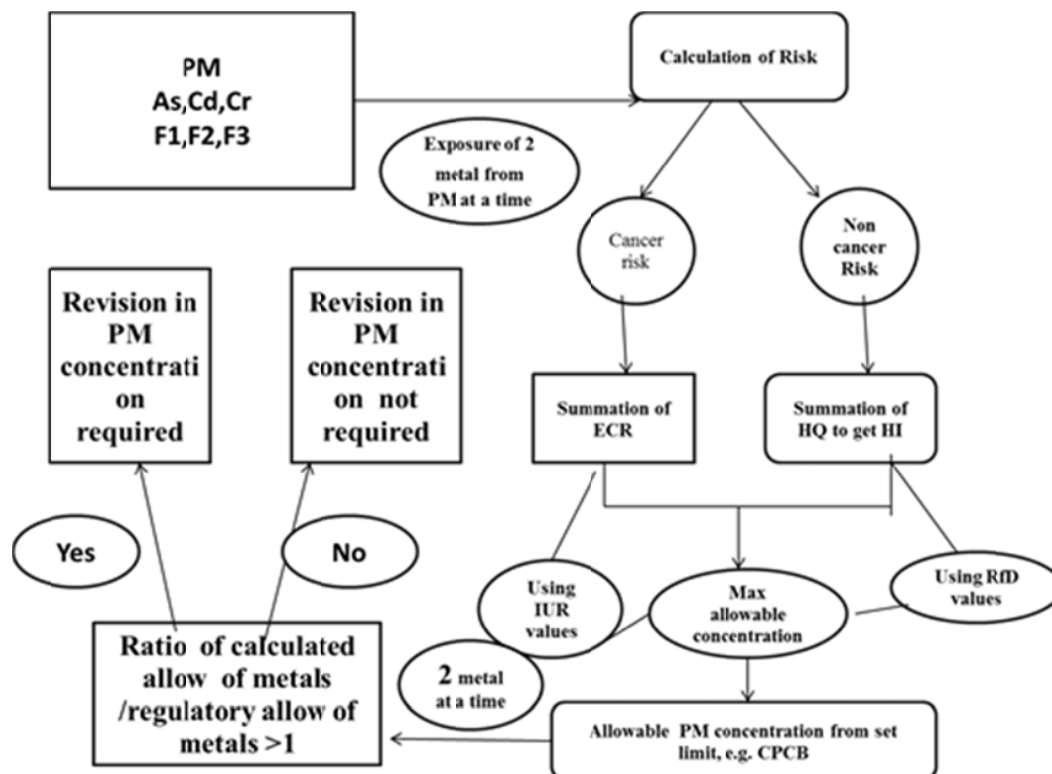 PM
As,Cd,Cr
F1,F2,F3
Calculation of Risk
Exposure of 2
metal from
PM at a time
Cancer
risk
Non
cancer
Risk
Revision in
PM
concentrati
on
required
Revision in
PM
concentrati
on not
required
Summation of
ECR
Summation of
HQ to get HI
Yes
No
Using
IUR
values
Max
allowable
concentration
Using RfD
values
2 metal
at a time
Ratio of calculated
allow of metals
/regulatory allow of
metals >1
Allowable PM concentration from set
limit, e.g. CPCB